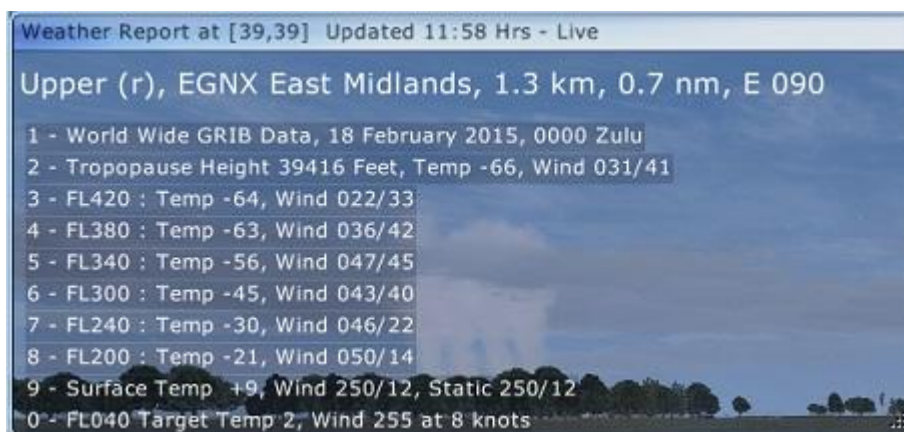 Weather Report at [39,39] Updated 11:58 Hrs - Live
Upper (r), EGNX East Midlands, 1.3 km, 0.7 nm, E 090
1 - World Wide GRIB Data, 18 February 2015, 0000 Zulu
2 - Tropopause Height 39416 Feet, Temp -66, Wind 031/41
3 - FL420 : Temp -64, Wind 022/33
4 - FL380 : Temp -63, Wind 036/42
5 - FL340 : Temp -56, Wind 047/45
6 - FL300 : Temp -45, Wind 043/40
7 - FL240 : Temp -30, Wind 046/22
8 - FL200 : Temp -21, Wind 050/14
9 - Surface Temp +9, Wind 250/12, Static 250/12
0 - FL040 Target Temp 2, Wind 255 at 8 knots